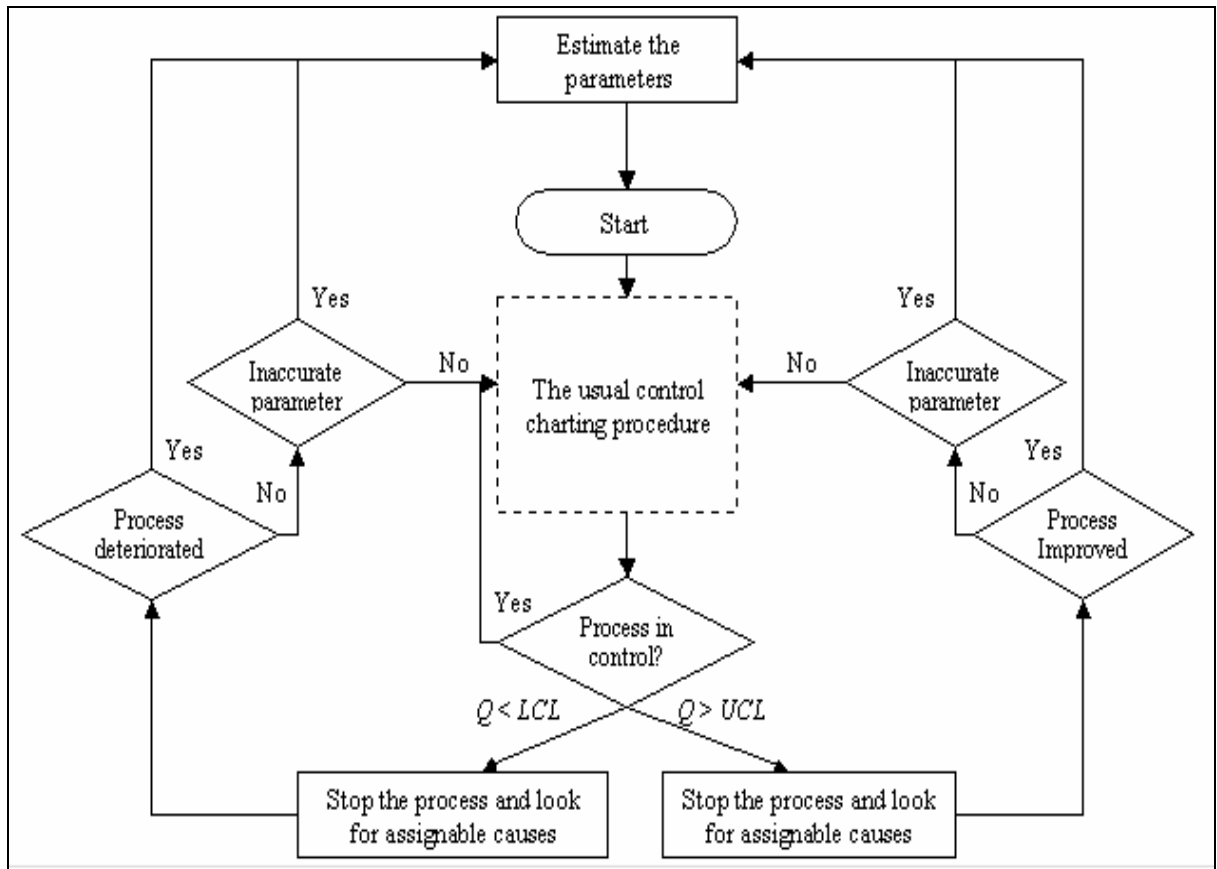 Estimate the
parameters
Start
Yes
Yes
Inaccurate
parameter
No
The usual control
charting procedure
No
Inaccurate
parameter
Yes
Yes
Process
deteriorated
No
No
Process
Improved
Yes
Process in
control?
Q < LCL
Q > UCL
Stop the process and look
for assignable causes
Stop the process and look
for assignable causes